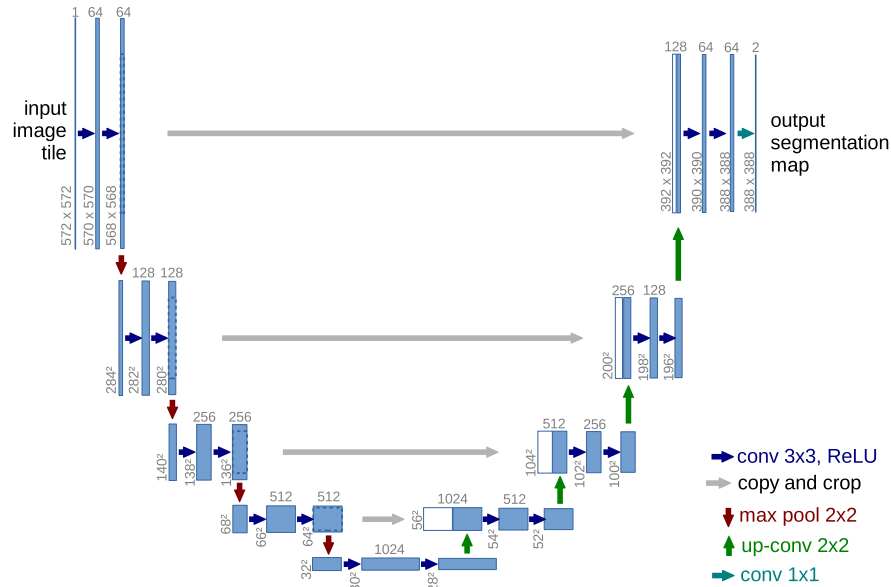 1 64 64
128 64 64 2
input
image
tile
output
segmentation
map
572 x 572
570 x 570
568 x 568
392 x 392
390 x 390
388 x 388
388 x 388
128 128
256 128
284²
282²
280²
200²
198²
196²
256 256
512 256
140²
138²
136²
104²
102²
100²
512 512
1024 512
68²
66²
64²
56²
54²
52²
1024
32²
conv 3x3, ReLU
copy and crop
max pool 2x2
up-conv 2x2
conv 1x1